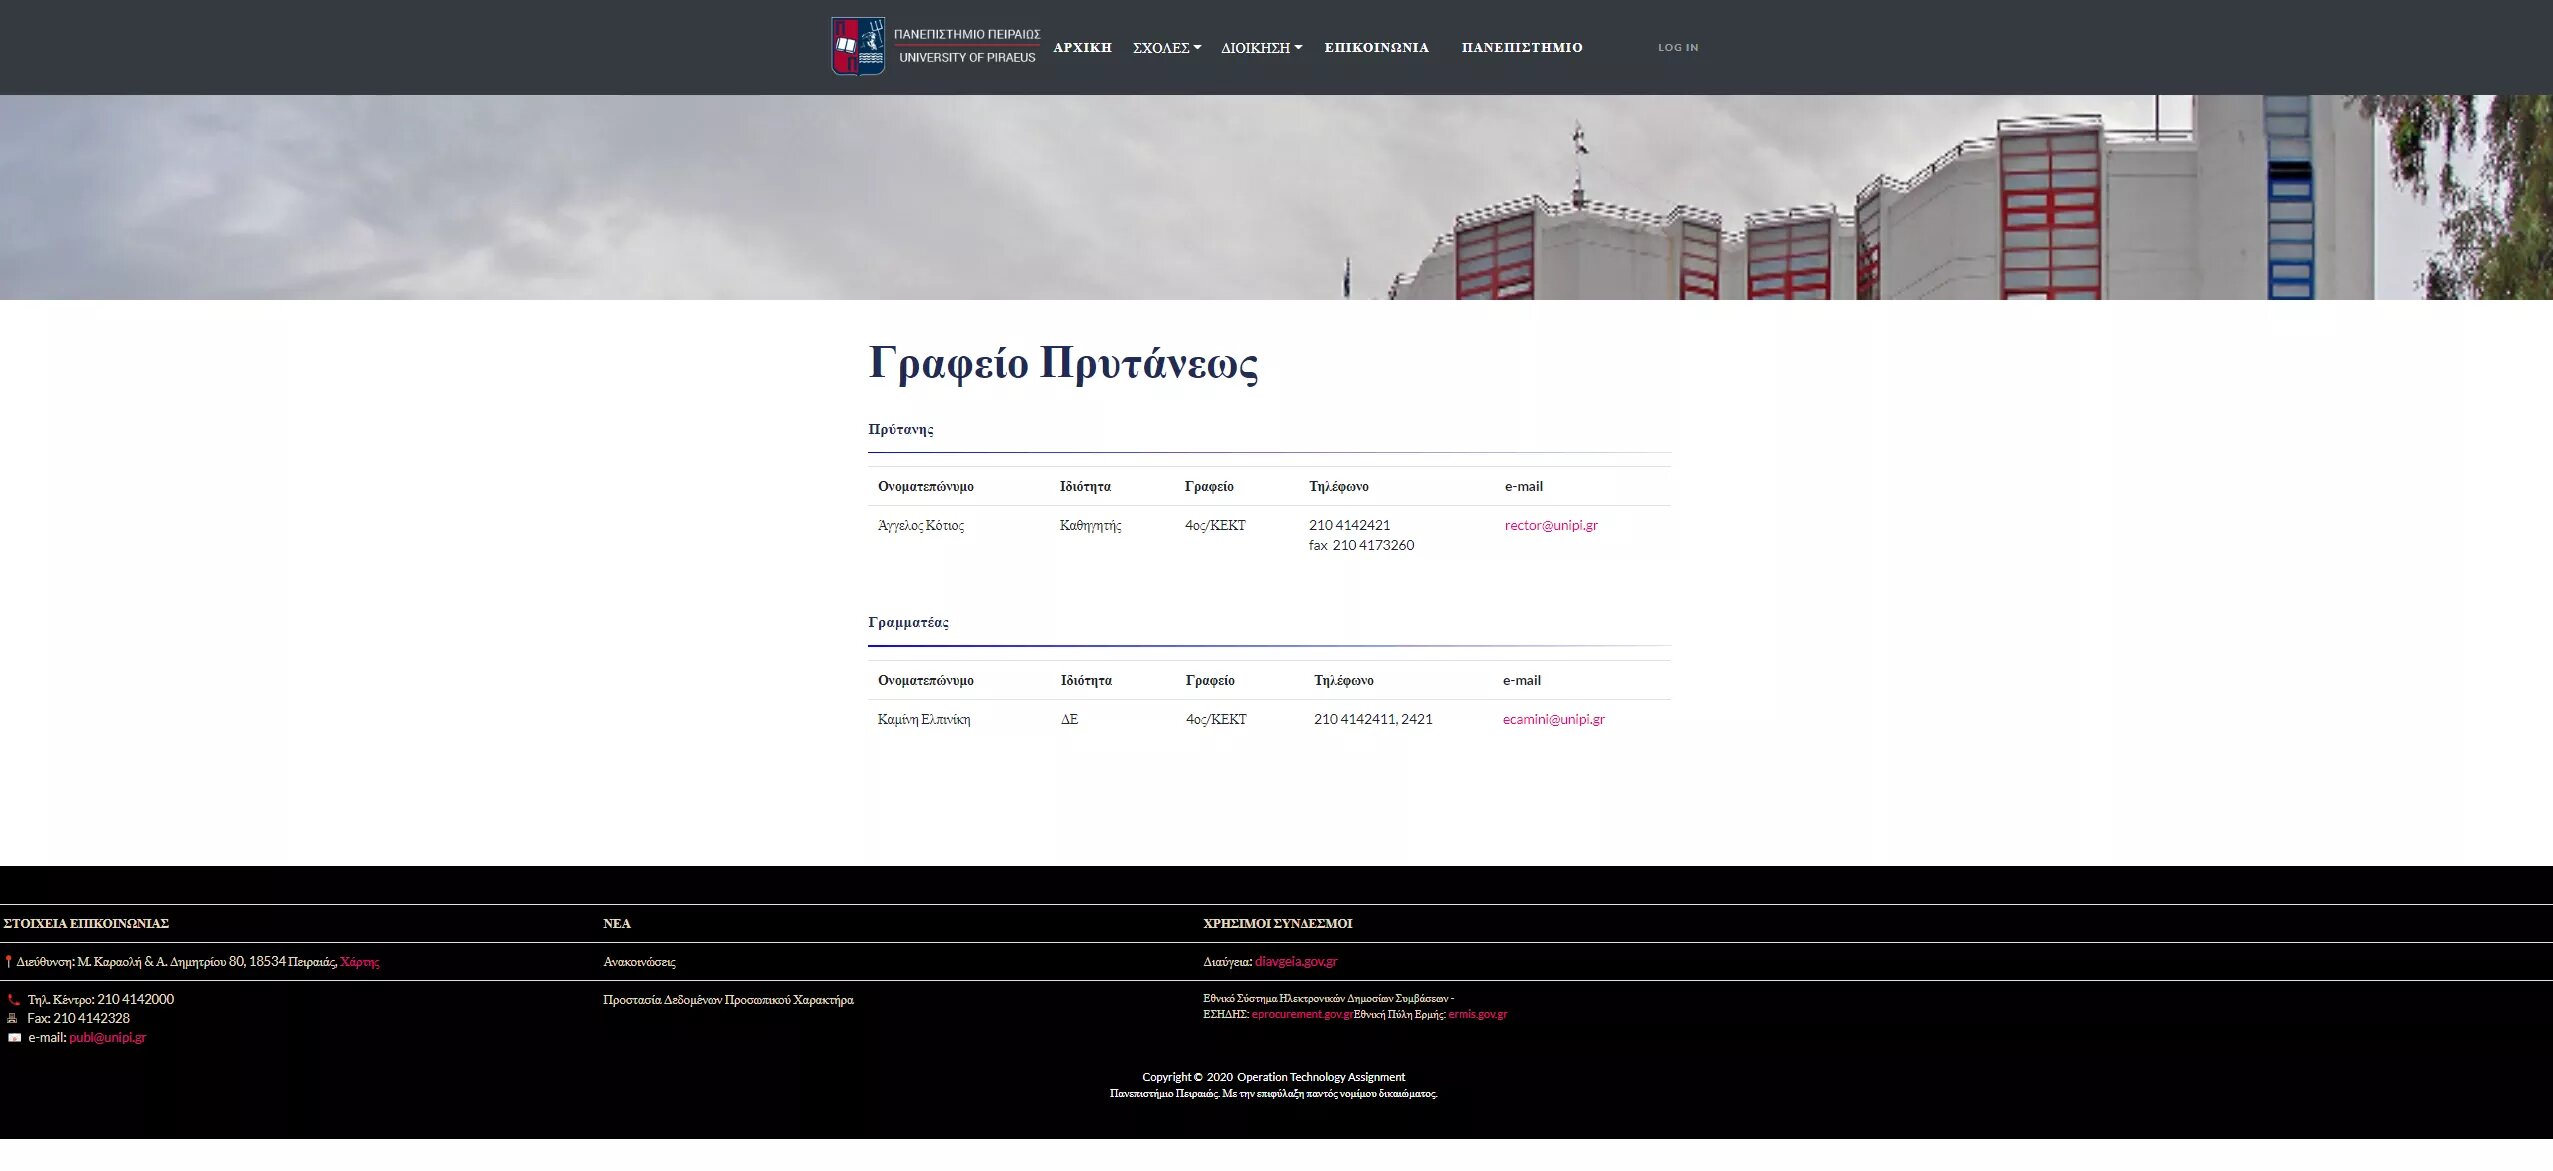 ΠΑΝΕΠΙΣΤΗΜΙΟ ΠΕΙΡΑΙΩΣ
UNIVERSITY OF PIRAEUS
ΑΡΧΙΚΗ ΣΧΟΛΕΣ ΔΙΟΙΚΗΣΗ ΕΠΙΚΟΙΝΩΝΙΑ ΠΑΝΕΠΙΣΤΗΜΙΟ LOG IN
Γραφείο Πρυτάνεως
Πρύτανης
Ονοματεπώνυμο Ιδιότητα Γραφείο Τηλέφωνο e-mail
Άγγελος Κότιος Καθηγητής 4ος/ΚΕΚΤ 210 4142421 rector@unipi.gr
fax 210 4173260
Γραμματέας
Ονοματεπώνυμο Ιδιότητα Γραφείο Τηλέφωνο e-mail
Καμίνη Ελπινίκη ΔΕ 4ος/ΚΕΚΤ 210 4142411, 2421 ecamini@unipi.gr
ΣΤΟΙΧΕΙΑ ΕΠΙΚΟΙΝΩΝΙΑΣ ΝΕΑ ΧΡΗΣΙΜΟΙ ΣΥΝΔΕΣΜΟΙ
Διεύθυνση: Μ. Καραολή & Α. Δημητρίου 80, 18534 Πειραιάς, Χάρτης Ανακοινώσεις Διαύγεια: diavgeia.gov.gr
Τηλ. Κέντρο: 210 4142000 Προστασία Δεδομένων Προσωπικού Χαρακτήρα Εθνικό Σύστημα Ηλεκτρονικών Δημοσίων Συμβάσεων -
Fax: 210 4142328 ΕΣΗΔΗΣ: eprocurement.gov.grΕθνική Πύλη Ερμής: ermis.gov.gr
e-mail: publ@unipi.gr
Copyright © 2020 Operation Technology Assignment
Πανεπιστήμιο Πειραιώς. Με την επιφύλαξη παντός νομίμου δικαιώματος.